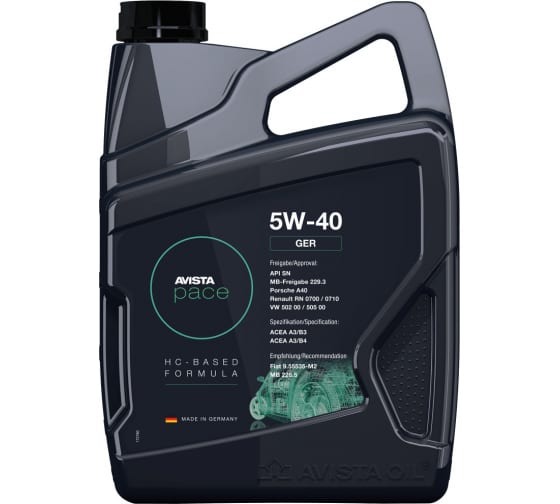 AVISTA
pace
HC-BASED
FORMULA
MADE IN GERMANY
5W-40
GER
Freigabe/Approval:
API SN
MB-Freigabe 229.3
Porsche A40
Renault RN 0700 / 0710
VW 502 00 / 505 00
Spezifikation/Specification:
ACEA A3/B3
ACEA A3/B4
Empfehlung/Recommendation
Fiat 9.55535-M2
MB 226.5
AVISTA OIL